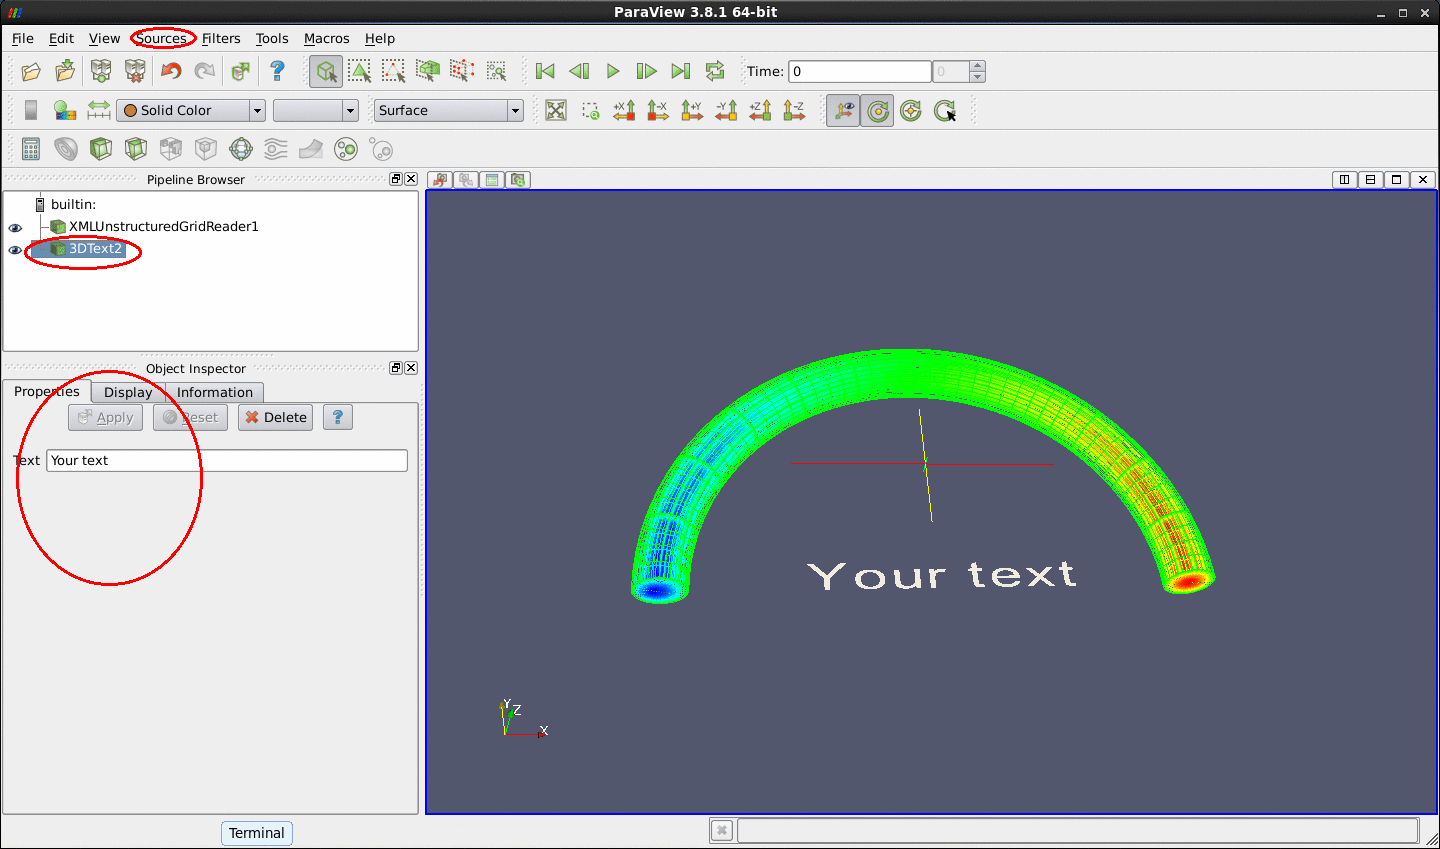 ParaView 3.8.1 64-bit
File Edit View Sources Filters Tools Macros Help
Time: 0 0
Solid Color Surface +X -X +Y -Y +Z -Z
Pipeline Browser
builtin:
XMLUnstructuredGridReader1
3DText2
Object Inspector
Properties Display Information
Apply Reset Delete ?
Text Your text
Your text
Y
Z
X
Terminal